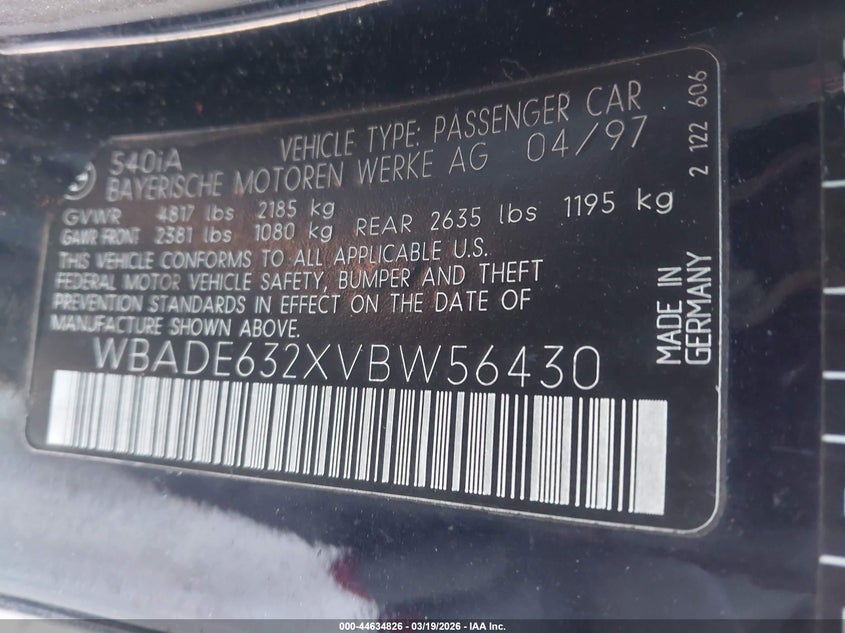 540iA VEHICLE TYPE: PASSENGER CAR
BAYERISCHE MOTOREN WERKE AG 04/97
GVWR 4817 lbs 2185 kg
GAWR FRONT 2381 lbs 1080 kg REAR 2635 lbs 1195 kg
THIS VEHICLE CONFORMS TO ALL APPLICABLE U.S.
FEDERAL MOTOR VEHICLE SAFETY, BUMPER AND THEFT
PREVENTION STANDARDS IN EFFECT ON THE DATE OF
MANUFACTURE SHOWN ABOVE.
WBADE632XVBW56430
MADE IN
GERMANY
2 122 606
000-44634826 - 03/19/2026 - IAA Inc.